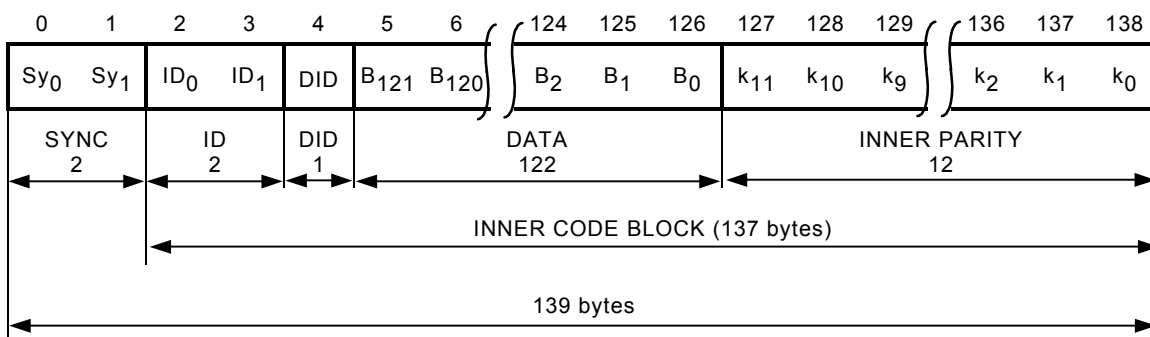 0 1 2 3 4 5 6 124 125 126 127 128 129 136 137 138
Sy0 Sy1 ID0 ID1 DID B121 B120 B2 B1 B0 k11 k10 k9 k2 k1 k0
SYNC ID DID DATA INNER PARITY
2 2 1 122 12
INNER CODE BLOCK (137 bytes)
139 bytes